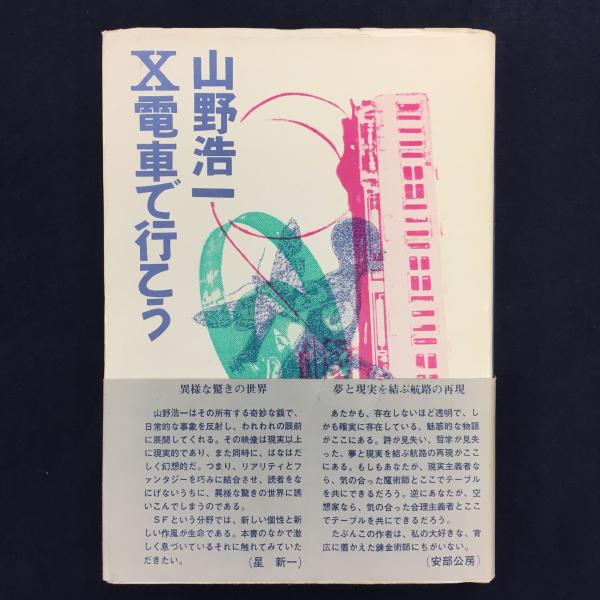 山野浩一
X電車で行こう
異様な驚きの世界
山野浩一はその所有する奇妙な鏡で、
日常的な事象を反射し、われわれの眼前
に展開してくれる。その映像は現実以上
に現実的であり、また同時に、はなはだ
しく幻想的だ。つまり、リアリティとフ
ァンタジーを巧みに結合させ、読者をな
にげないうちに、異様な驚きの世界に誘
いこんでしまうのである。
SFという分野では、新しい個性と新
しい作風が生命である。本書のなかで激
しく息づいているそれに触れてみていた
だきたい。
(星 新一)
夢と現実を結ぶ航路の再現
あたかも、存在しないほど透明で、し
かも確実に存在している、魅惑的な物語
がここにある。詩が見失い、哲学が見失
った、夢と現実を結ぶ航路の再現がここ
にある。もしもあなたが、現実主義者な
ら、気の合った魔術師とここでテーブル
を共にできるだろう。逆にあなたが、空
想家なら、気の合った合理主義者とここ
でテーブルを共にできるだろう。
たぶんこの作者は、私の大好きな、背
広に着かえた錬金術師にちがいない。
(安部公房)